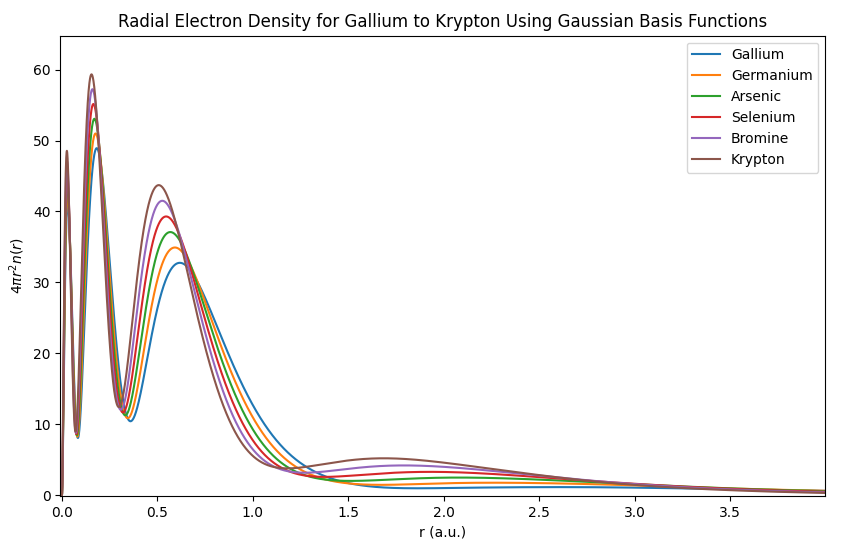 Radial Electron Density for Gallium to Krypton Using Gaussian Basis Functions
60
50
40
30
20
10
0
4πr²n(r)
Gallium
Germanium
Arsenic
Selenium
Bromine
Krypton
0.0 0.5 1.0 1.5 2.0 2.5 3.0 3.5
r (a.u.)